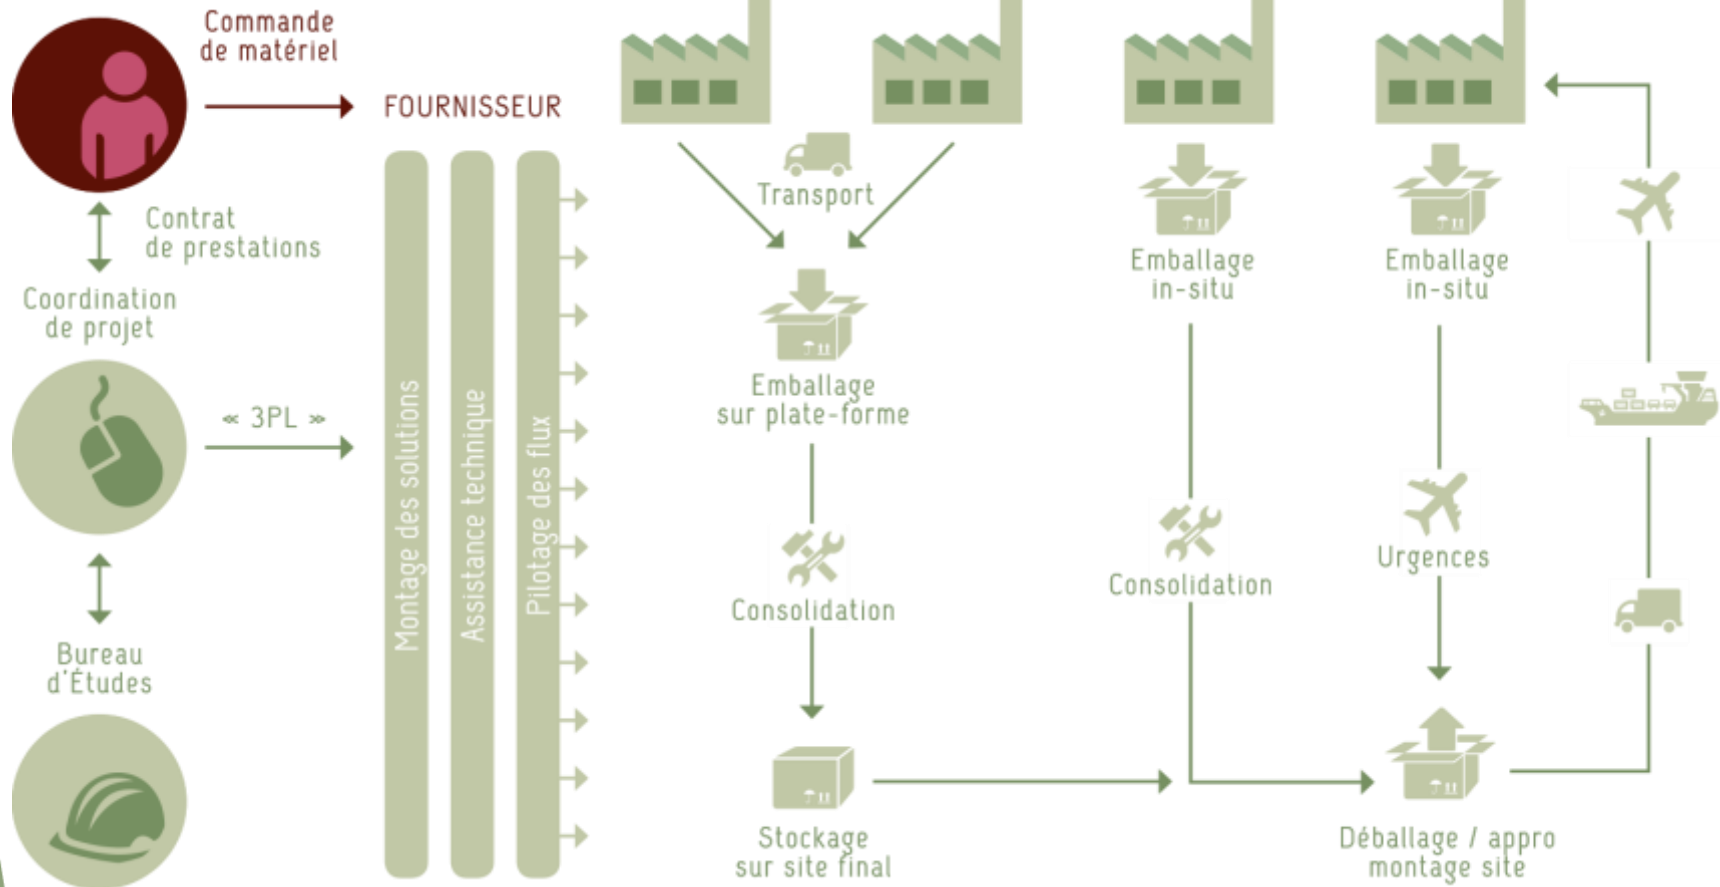 Commande
de matériel
FOURNISSEUR
Contrat
de prestations
Coordination
de projet
« 3PL »
Bureau
d'Études
Montage des solutions
Assistance technique
Pilotage des flux
Transport
Emballage
sur plate-forme
Consolidation
Stockage
sur site final
Emballage
in-situ
Consolidation
Emballage
in-situ
Urgences
Déballage / appro
montage site